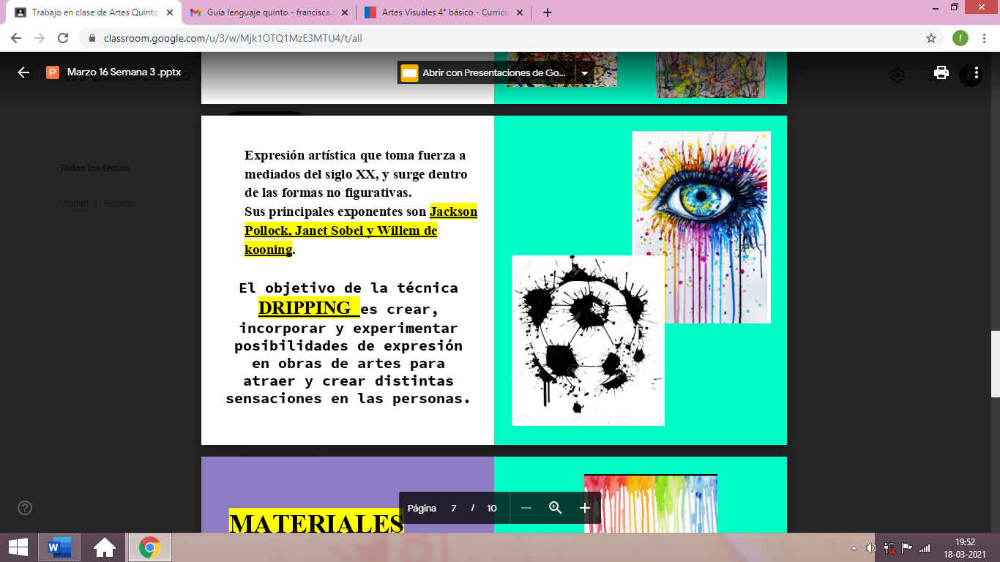 Trabajo en clase de Artes Quinto
Guía lenguaje quinto - francisca.a
Artes Visuales 4° básico - Curricu
classroom.google.com/u/3/w/Mjk1OTQ1MzE3MTU4/t/all
Marzo 16 Semana 3 .pptx
Abrir con Presentaciones de Go...
Todos los temas
Unidad 0 : Repaso
Expresión artística que toma fuerza a
mediados del siglo XX, y surge dentro
de las formas no figurativas.
Sus principales exponentes son Jackson
Pollock, Janet Sobel y Willem de
kooning.
El objetivo de la técnica
DRIPPING es crear,
incorporar y experimentar
posibilidades de expresión
en obras de artes para
atraer y crear distintas
sensaciones en las personas.
MATERIALES
Página 7 / 10
19:52
18-03-2021